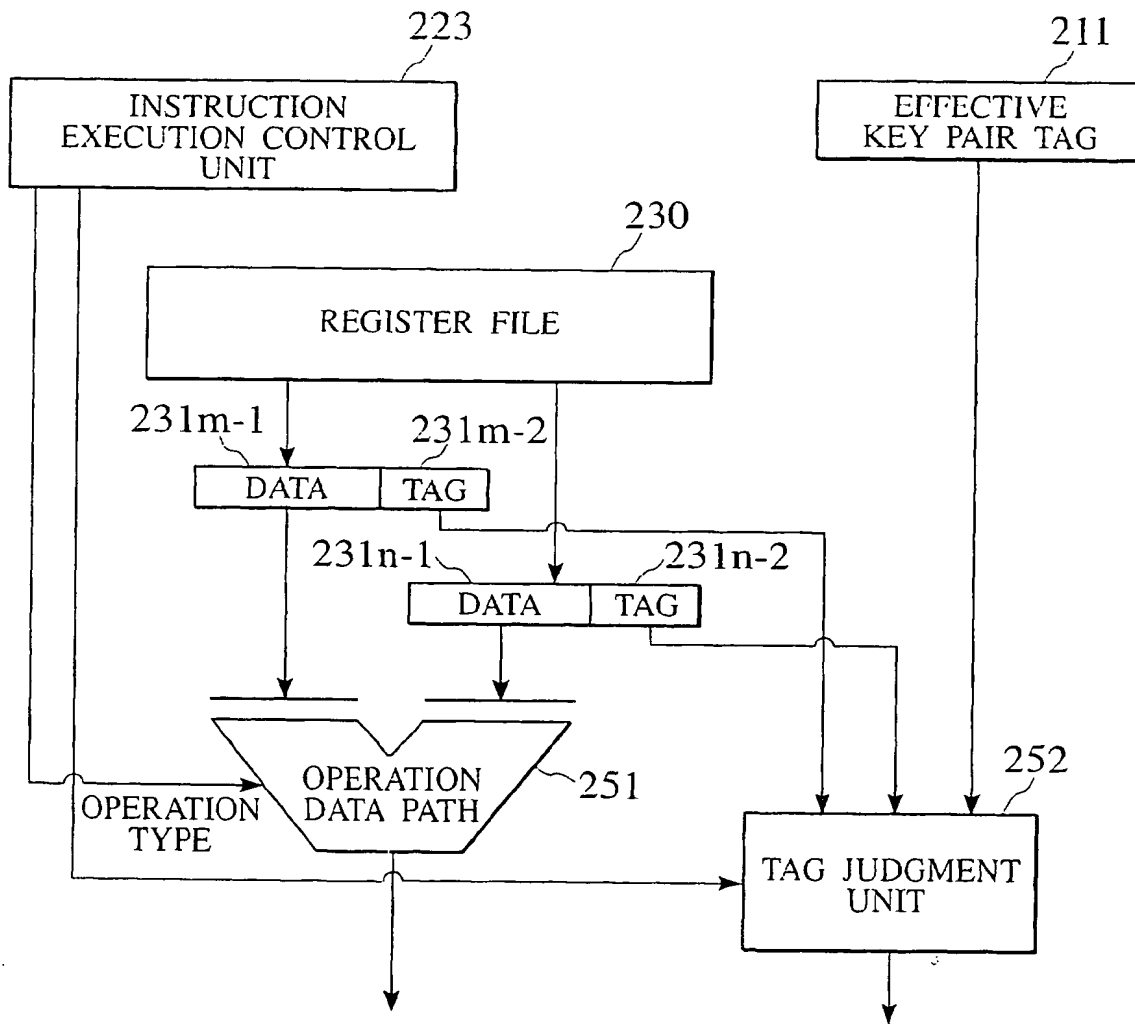 223
INSTRUCTION
EXECUTION CONTROL
UNIT
211
EFFECTIVE
KEY PAIR TAG
230
REGISTER FILE
231m-1
231m-2
DATA
TAG
231n-1
231n-2
DATA
TAG
OPERATION
DATA PATH
251
OPERATION
TYPE
252
TAG JUDGMENT
UNIT